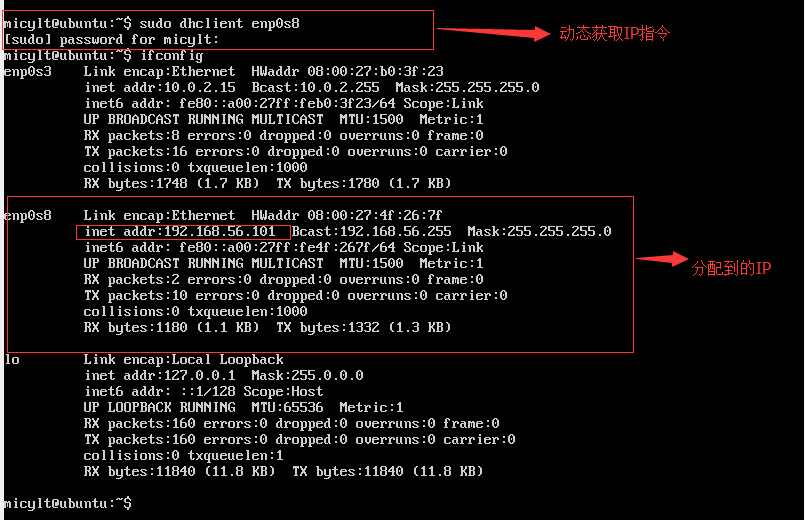 micylt@ubuntu:~$ sudo dhclient enp0s8
[sudo] password for micylt:
动态获取IP指令
micylt@ubuntu:~$ ifconfig
enp0s3 Link encap:Ethernet HWaddr 08:00:27:b0:3f:23
inet addr:10.0.2.15 Bcast:10.0.2.255 Mask:255.255.255.0
inet6 addr: fe80::a00:27ff:feb0:3f23/64 Scope:Link
UP BROADCAST RUNNING MULTICAST MTU:1500 Metric:1
RX packets:8 errors:0 dropped:0 overruns:0 frame:0
TX packets:16 errors:0 dropped:0 overruns:0 carrier:0
collisions:0 txqueuelen:1000
RX bytes:1748 (1.7 KB) TX bytes:1780 (1.7 KB)
enp0s8 Link encap:Ethernet HWaddr 08:00:27:4f:26:7f
inet addr:192.168.56.101 Bcast:192.168.56.255 Mask:255.255.255.0
inet6 addr: fe80::a00:27ff:fe4f:267f/64 Scope:Link
UP BROADCAST RUNNING MULTICAST MTU:1500 Metric:1
RX packets:2 errors:0 dropped:0 overruns:0 frame:0
TX packets:10 errors:0 dropped:0 overruns:0 carrier:0
collisions:0 txqueuelen:1000
RX bytes:1180 (1.1 KB) TX bytes:1332 (1.3 KB)
分配到的IP
lo Link encap:Local Loopback
inet addr:127.0.0.1 Mask:255.0.0.0
inet6 addr: ::1/128 Scope:Host
UP LOOPBACK RUNNING MTU:65536 Metric:1
RX packets:160 errors:0 dropped:0 overruns:0 frame:0
TX packets:160 errors:0 dropped:0 overruns:0 carrier:0
collisions:0 txqueuelen:1
RX bytes:11840 (11.8 KB) TX bytes:11840 (11.8 KB)
micylt@ubuntu:~$